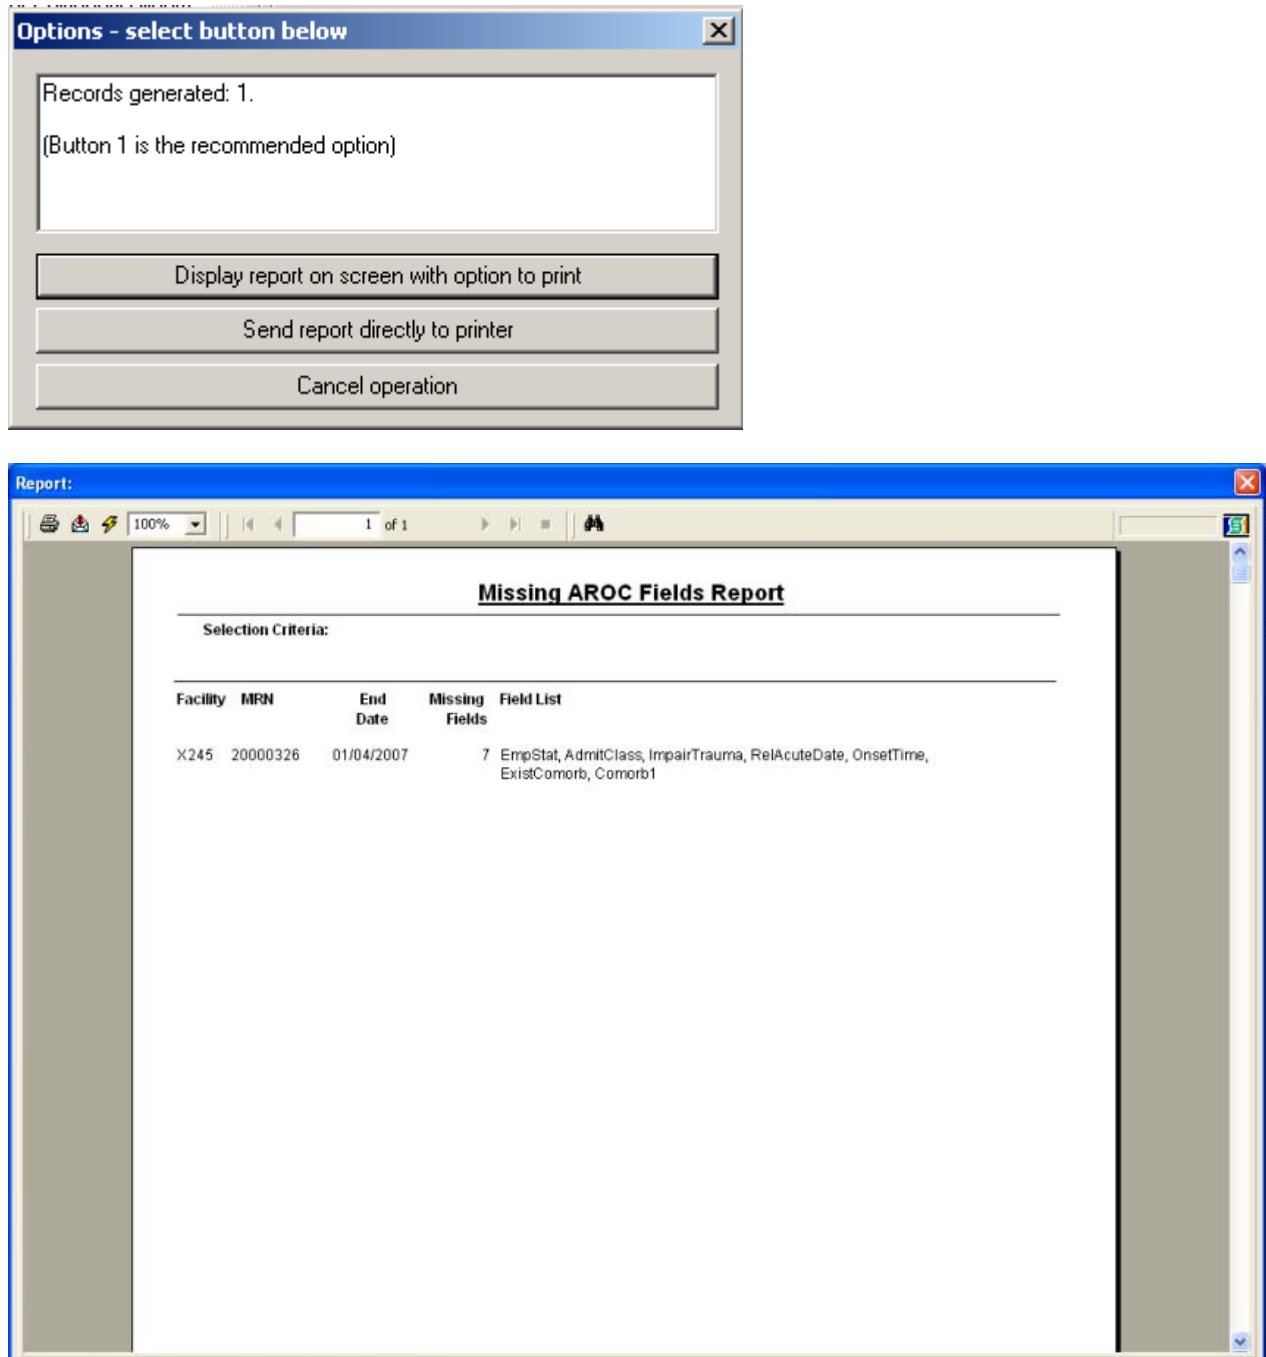 Options - select button below
Records generated: 1.
(Button 1 is the recommended option)
Display report on screen with option to print
Send report directly to printer
Cancel operation
Report:
100%
1 of 1
Missing AROC Fields Report
Selection Criteria:
Facility MRN End Missing Field List
Date Fields
X245 20000326 01/04/2007 7 EmpStat, AdmitClass, ImpairTrauma, RelAcuteDate, OnsetTime,
ExistComorb, Comorb1